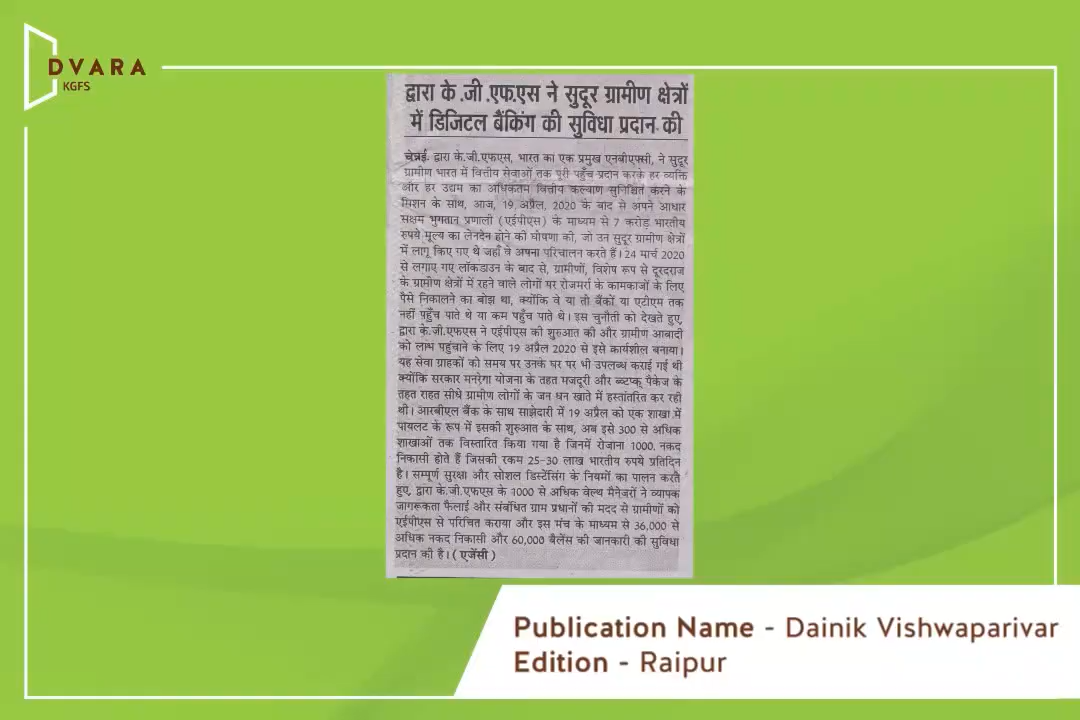 DVARA
KGFS
द्वारा के .जी .एफ.एस ने सुदूर ग्रामीण क्षेत्रों
में डिजिटल बैंकिंग की सुविधा प्रदान की
चेन्नई. द्वारा के.जी.एफएस, भारत का एक प्रमुख एनबीएफसी, ने सुदूर
ग्रामीण भारत में वित्तीय सेवाओं तक पूरी पहुँच प्रदान करके हर व्यक्ति
और हर उद्यम का अधिकतम वित्तीय कल्याण सुनिश्चित करने के
मिशन के साथ, आज, 19 अप्रैल, 2020 के बाद से अपने आधार
सक्षम भुगतान प्रणाली (एईपीएस) के माध्यम से 7 करोड़ भारतीय
रुपये मूल्य का लेनदेन होने की घोषणा की, जो उन सुदूर ग्रामीण क्षेत्रों
में लागू किए गए थे जहाँ वे अपना परिचालन करते हैं। 24 मार्च 2020
से लगाए गए लॉकडाउन के बाद से, ग्रामीणों, विशेष रूप से दूरदराज
के ग्रामीण क्षेत्रों में रहने वाले लोगों पर रोजमर्रा के कामकाजों के लिए
पैसे निकालने का बोझ था, क्योंकि वे या तो बैंकों या एटीएम तक
नहीं पहुँच पाते थे या कम पहुँच पाते थे। इस चुनौती को देखते हुए,
द्वारा के.जी.एफएस ने एईपीएस की शुरुआत की और ग्रामीण आबादी
को लाभ पहुंचाने के लिए 19 अप्रैल 2020 से इसे कार्यशील बनाया।
यह सेवा ग्राहकों को समय पर उनके घर पर भी उपलब्ध कराई गई थी
क्योंकि सरकार मनरेगा योजना के तहत मजदूरी और ब्टप्क् पैकेज के
तहत राहत सीधे ग्रामीण लोगों के जन धन खाते में हस्तांतरित कर रही
थी। आरबीएल बैंक के साथ साझेदारी में 19 अप्रैल को एक शाखा में
पायलट के रूप में इसकी शुरुआत के साथ, अब इसे 300 से अधिक
शाखाओं तक विस्तारित किया गया है जिनमें रोजाना 1000. नकद
निकासी होते हैं जिसकी रकम 25-30 लाख भारतीय रुपये प्रतिदिन
है। सम्पूर्ण सुरक्षा और सोशल डिस्टेंसिंग के नियमों का पालन करते
हुए, द्वारा के.जी.एफएस के 1000 से अधिक वेल्थ मैनेजरों ने व्यापक
जागरूकता फैलाई और संबंधित ग्राम प्रधानों की मदद से ग्रामीणों को
एईपीएस से परिचित कराया और इस मंच के माध्यम से 36,000 से
अधिक नकद निकासी और 60,000 बैलेंस की जानकारी की सुविधा
प्रदान की है। ( एजेंसी )
Publication Name - Dainik Vishwaparivar
Edition - Raipur